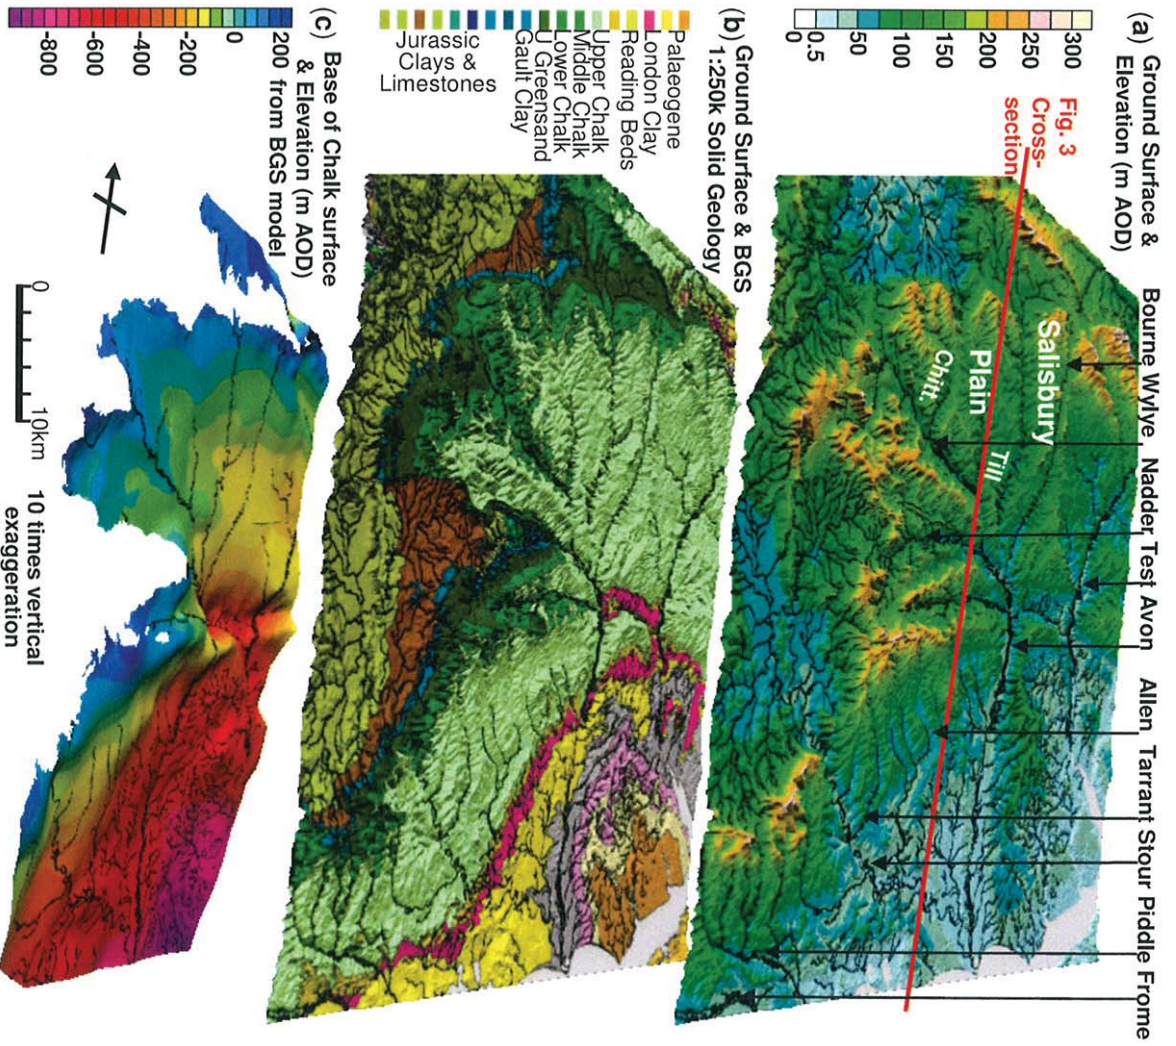 (a) Ground Surface &
Elevation (m AOD)
300
250
200
150
100
50
0.5
0
Fig. 3
Cross-
section
Bourne Wylye Nadder Test Avon Allen Tarrant Stour Piddle Frome
Salisbury
Plain
Till
Chitt.
(b) Ground Surface & BGS
1:250k Solid Geology
Palaeogene
London Clay
Reading Beds
Upper Chalk
Middle Chalk
Lower Chalk
U Greensand
Gault Clay
Jurassic
Clays &
Limestones
(c) Base of Chalk surface
& Elevation (m AOD)
from BGS model
200
0
-200
-400
-600
-800
0 10km
10 times vertical
exaggeration